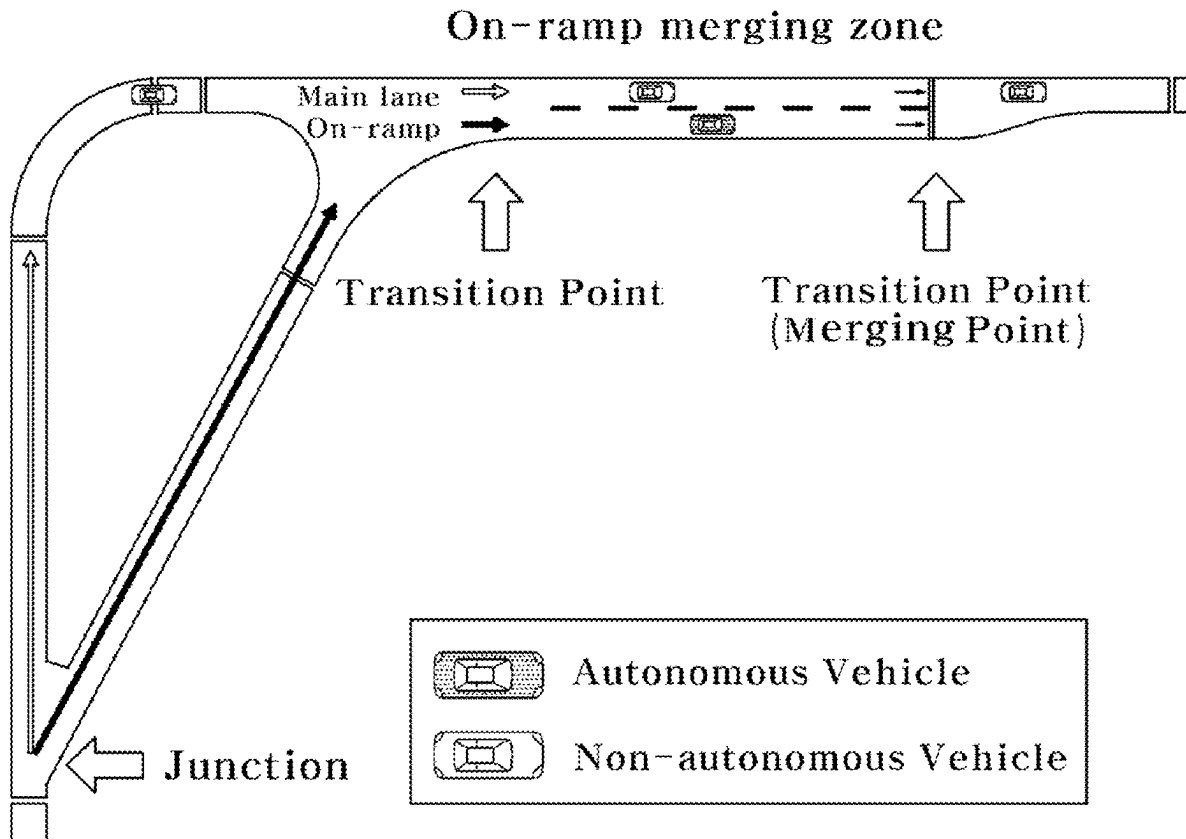 On-ramp merging zone
Main lane
On-ramp
Transition Point
Transition Point
(Merging Point)
Junction
Autonomous Vehicle
Non-autonomous Vehicle